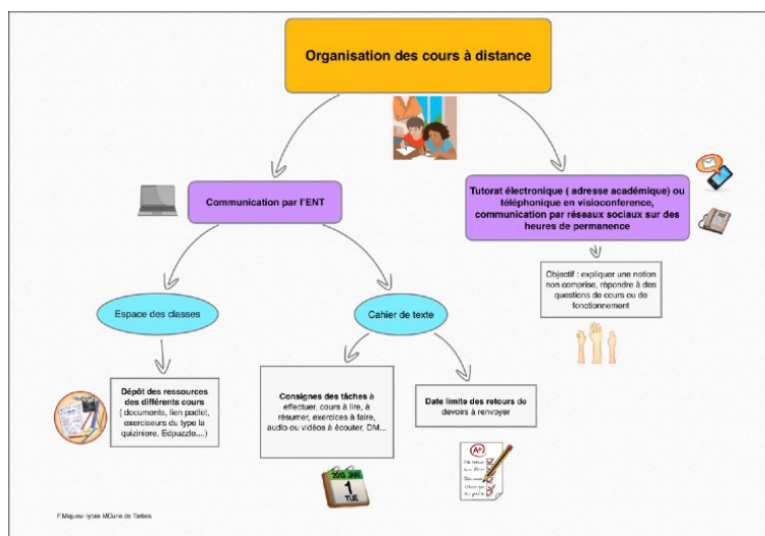 Organisation des cours à distance
Communication par l'ENT
Tutorat électronique ( adresse académique) ou
téléphonique en visioconference,
communication par réseaux sociaux sur des
heures de permanence
Objectif : expliquer une notion
non comprise, répondre à des
questions de cours ou de
fonctionnement
Espace des classes
Cahier de texte
Dépôt des ressources
des différents cours
( documents, lien padlet,
exerciseurs du type la
quiziniere, Edpuzzle....)
Consignes des tâches à
effectuer, cours à lire, à
résumer, exercices à faire,
audio ou vidéos à écouter, DM...
Date limite des retours de
devoirs à renvoyer
JAN
1
TUE
A+
lycée MCurie de Tarbes